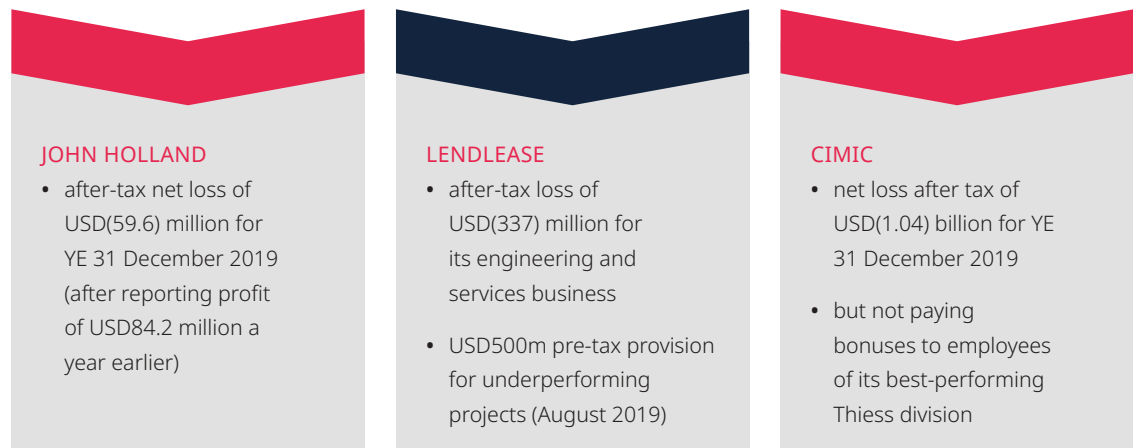 JOHN HOLLAND
• after-tax net loss of
USD(59.6) million for
YE 31 December 2019
(after reporting profit
of USD84.2 million a
year earlier)
LENDLEASE
• after-tax loss of
USD(337) million for
its engineering and
services business
• USD500m pre-tax provision
for underperforming
projects (August 2019)
CIMIC
• net loss after tax of
USD(1.04) billion for YE
31 December 2019
• but not paying
bonuses to employees
of its best-performing
Thiess division